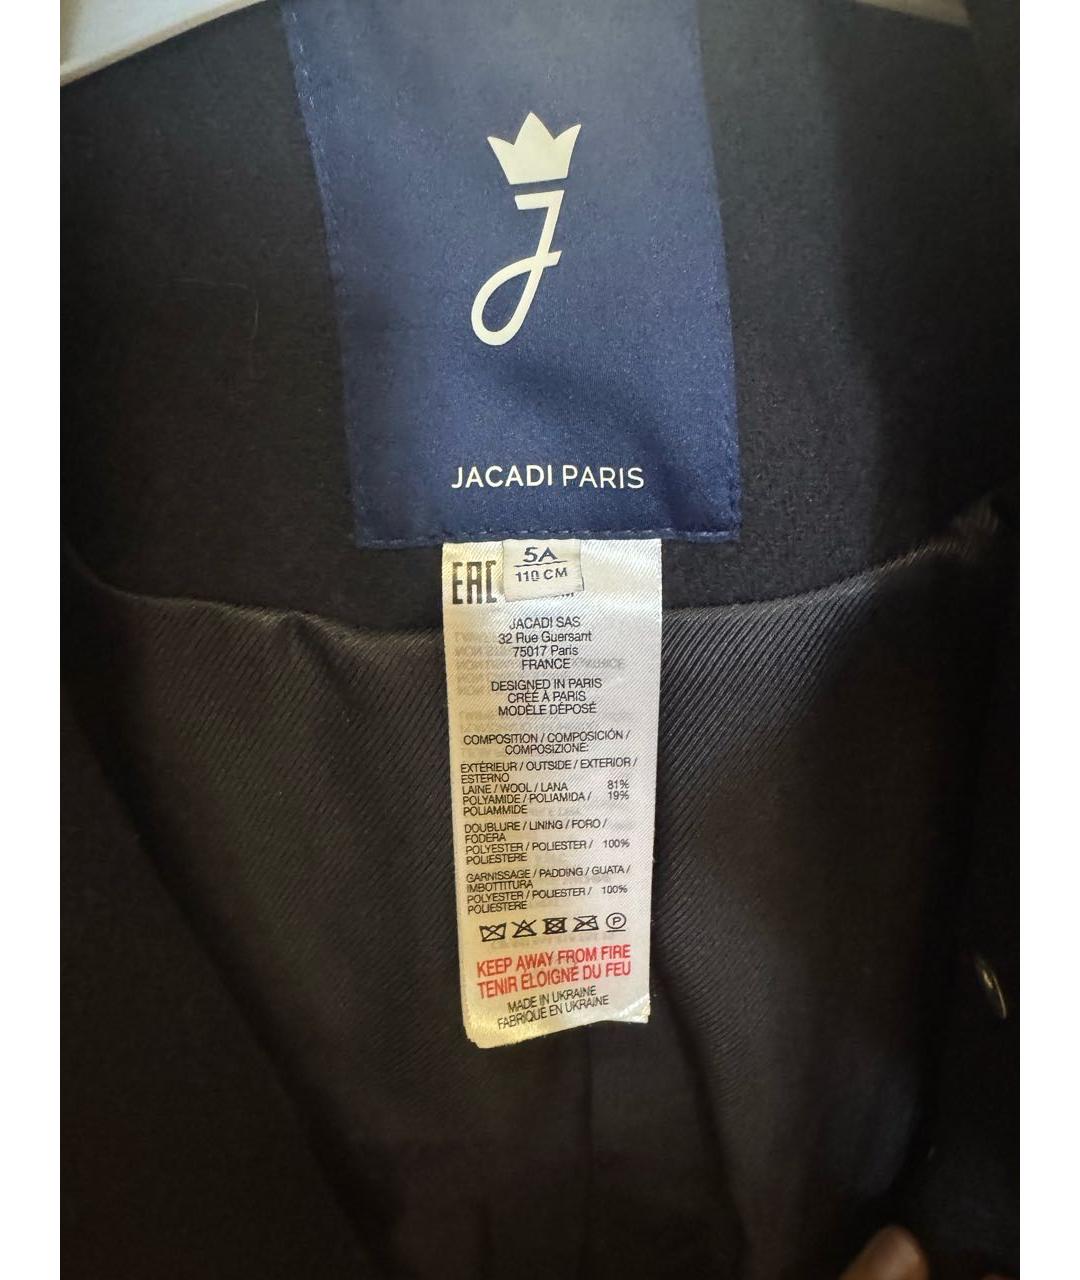 J
JACADI PARIS
EAC
5A
110 CM
JACADI SAS
32 Rue Guersant
75017 Paris
FRANCE
DESIGNED IN PARIS
CRÉÉ À PARIS
MODÈLE DÉPOSÉ
COMPOSITION / COMPOSICIÓN /
COMPOSIZIONE:
EXTÉRIEUR / OUTSIDE / EXTERIOR /
ESTERNO
LAINE / WOOL / LANA 81%
POLYAMIDE / POLIAMIDA / 19%
POLIAMMIDE
DOUBLURE / LINING / FORO /
FODERA
POLYESTER / POLIESTER / 100%
POLIESTERE
GARNISSAGE / PADDING / GUATA /
IMBOTTITURA
POLYESTER / POLIESTER / 100%
POLIESTERE
P
KEEP AWAY FROM FIRE
TENIR ÉLOIGNÉ DU FEU
MADE IN UKRAINE
FABRIQUÉ EN UKRAINE